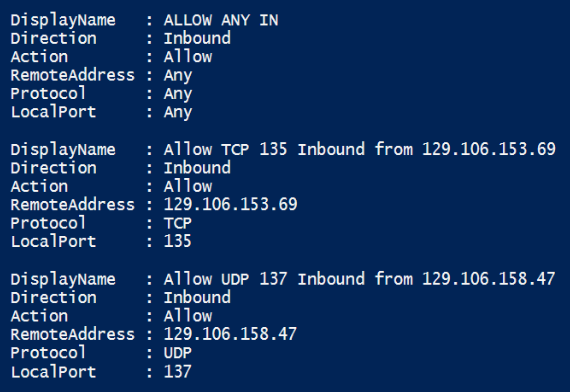 DisplayName   : ALLOW ANY IN
Direction     : Inbound
Action        : Allow
RemoteAddress : Any
Protocol      : Any
LocalPort     : Any

DisplayName   : Allow TCP 135 Inbound from 129.106.153.69
Direction     : Inbound
Action        : Allow
RemoteAddress : 129.106.153.69
Protocol      : TCP
LocalPort     : 135

DisplayName   : Allow UDP 137 Inbound from 129.106.158.47
Direction     : Inbound
Action        : Allow
RemoteAddress : 129.106.158.47
Protocol      : UDP
LocalPort     : 137